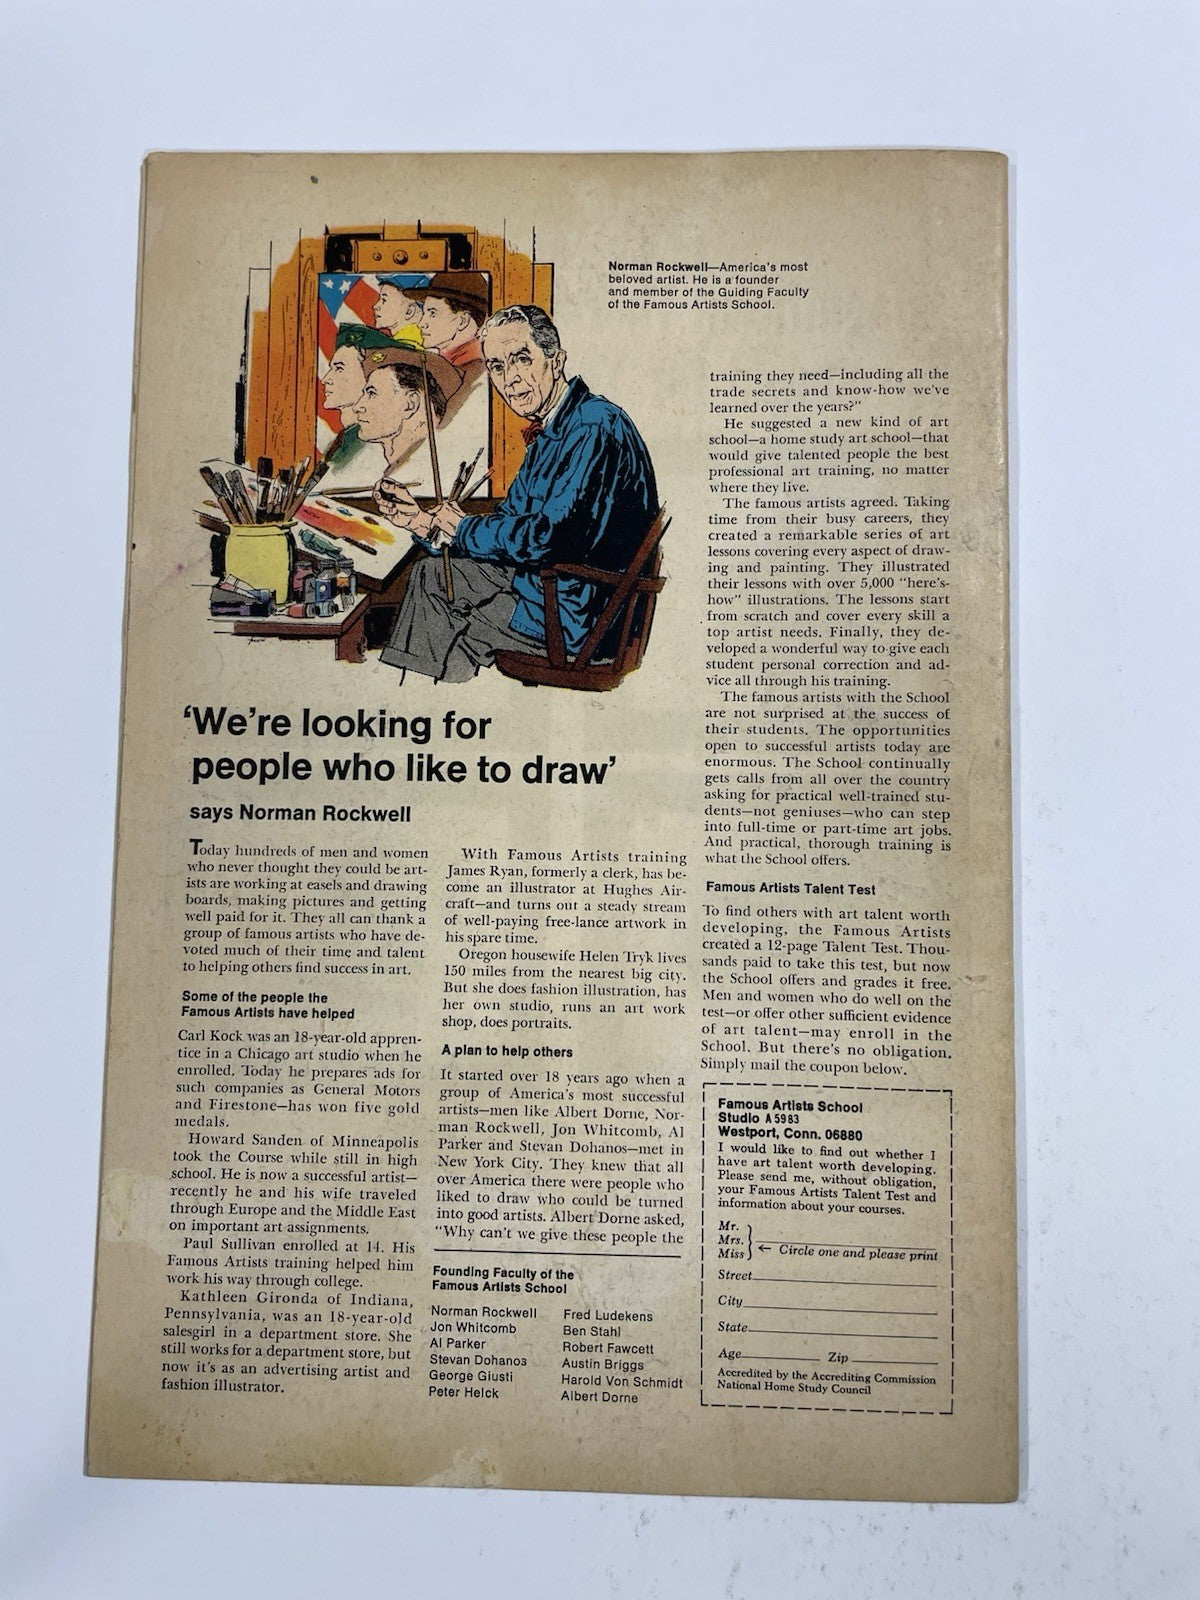 Norman Rockwell—America's most
beloved artist. He is a founder
and member of the Guiding Faculty
of the Famous Artists School.
'We're looking for
people who like to draw'
says Norman Rockwell
Today hundreds of men and women
who never thought they could be art-
ists are working at easels and drawing
boards, making pictures and getting
well paid for it. They all can thank a
group of famous artists who have de-
voted much of their time and talent
to helping others find success in art.
Some of the people the
Famous Artists have helped
Carl Kock was an 18-year-old appren-
tice in a Chicago art studio when he
enrolled. Today he prepares ads for
such companies as General Motors
and Firestone—has won five gold
medals.
Howard Sanden of Minneapolis
took the Course while still in high
school. He is now a successful artist—
recently he and his wife traveled
through Europe and the Middle East
on important art assignments.
Paul Sullivan enrolled at 14. His
Famous Artists training helped him
work his way through college.
Kathleen Gironda of Indiana,
Pennsylvania, was an 18-year-old
salesgirl in a department store. She
still works for a department store, but
now it's as an advertising artist and
fashion illustrator.
With Famous Artists training
James Ryan, formerly a clerk, has be-
come an illustrator at Hughes Air-
craft—and turns out a steady stream
of well-paying free-lance artwork in
his spare time.
Oregon housewife Helen Tryk lives
150 miles from the nearest big city.
But she does fashion illustration, has
her own studio, runs an art work
shop, does portraits.
A plan to help others
It started over 18 years ago when a
group of America's most successful
artists—men like Albert Dorne, Nor-
man Rockwell, Jon Whitcomb, Al
Parker and Stevan Dohanos—met in
New York City. They knew that all
over America there were people who
liked to draw who could be turned
into good artists. Albert Dorne asked,
"Why can't we give these people the
training they need—including all the
trade secrets and know-how we've
learned over the years?"
He suggested a new kind of art
school—a home study art school—that
would give talented people the best
professional art training, no matter
where they live.
The famous artists agreed. Taking
time from their busy careers, they
created a remarkable series of art
lessons covering every aspect of draw-
ing and painting. They illustrated
their lessons with over 5,000 "here's-
how" illustrations. The lessons start
from scratch and cover every skill a
top artist needs. Finally, they de-
veloped a wonderful way to give each
student personal correction and ad-
vice all through his training.
The famous artists with the School
are not surprised at the success of
their students. The opportunities
open to successful artists today are
enormous. The School continually
gets calls from all over the country
asking for practical well-trained stu-
dents—not geniuses—who can step
into full-time or part-time art jobs.
And practical, thorough training is
what the School offers.
Famous Artists Talent Test
To find others with art talent worth
developing, the Famous Artists
created a 12-page Talent Test. Thou-
sands paid to take this test, but now
the School offers and grades it free.
Men and women who do well on the
test—or offer other sufficient evidence
of art talent—may enroll in the
School. But there's no obligation.
Simply mail the coupon below.
Founding Faculty of the
Famous Artists School
Norman Rockwell
Jon Whitcomb
Al Parker
Stevan Dohanos
George Giusti
Peter Helck
Fred Ludekens
Ben Stahl
Robert Fawcett
Austin Briggs
Harold Von Schmidt
Albert Dorne
Famous Artists School
Studio A5983
Westport, Conn. 06880
I would like to find out whether I
have art talent worth developing.
Please send me, without obligation,
your Famous Artists Talent Test and
information about your courses.
Mr.
Mrs.
Miss ← Circle one and please print
Street
City
State
Age Zip
Accredited by the Accrediting Commission
National Home Study Council